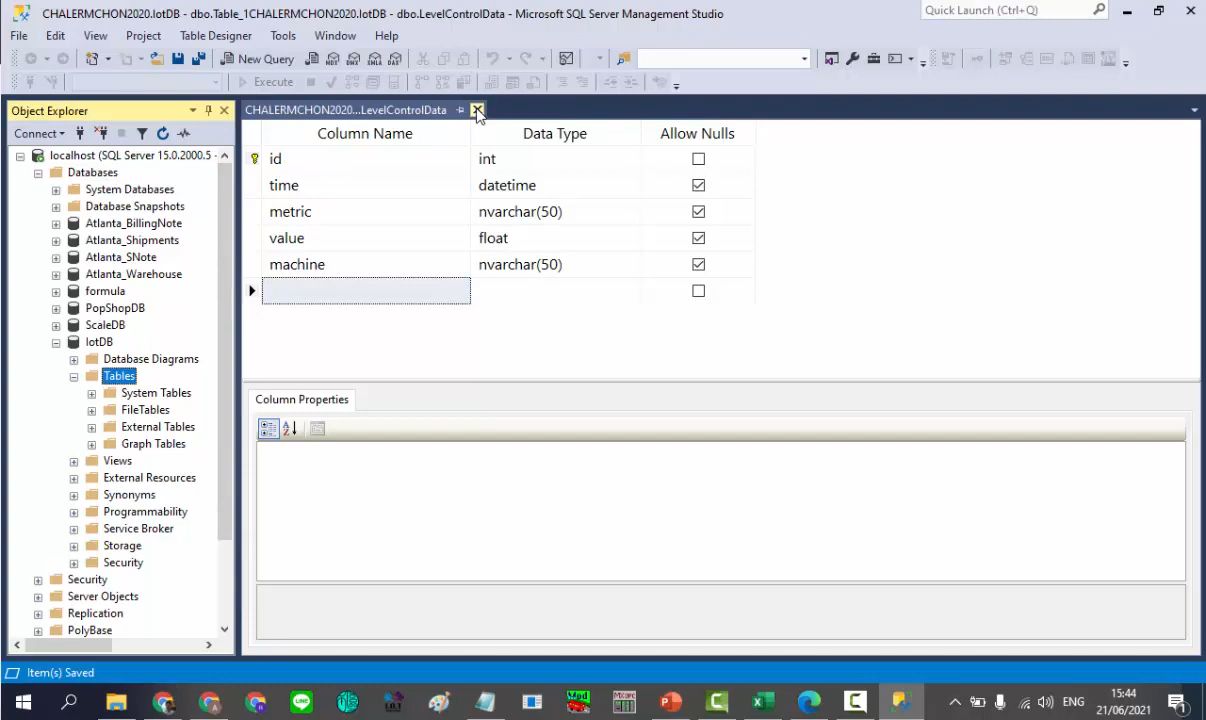 CHALERMCHON2020.IotDB - dbo.Table_1CHALERMCHON2020.IotDB - dbo.LevelControlData - Microsoft SQL Server Management Studio
Quick Launch (Ctrl+Q)
File Edit View Project Table Designer Tools Window Help
New Query
Execute
Object Explorer
CHALERMCHON2020...LevelControlData
Connect
Column Name Data Type Allow Nulls
id int
time datetime
metric nvarchar(50)
value float
machine nvarchar(50)
localhost (SQL Server 15.0.2000.5 -
Databases
System Databases
Database Snapshots
Atlanta_BillingNote
Atlanta_Shipments
Atlanta_SNote
Atlanta_Warehouse
formula
PopShopDB
ScaleDB
IotDB
Database Diagrams
Tables
System Tables
FileTables
External Tables
Graph Tables
Views
External Resources
Synonyms
Programmability
Service Broker
Storage
Security
Security
Server Objects
Replication
PolyBase
Column Properties
Item(s) Saved
ENG
15:44
21/06/2021